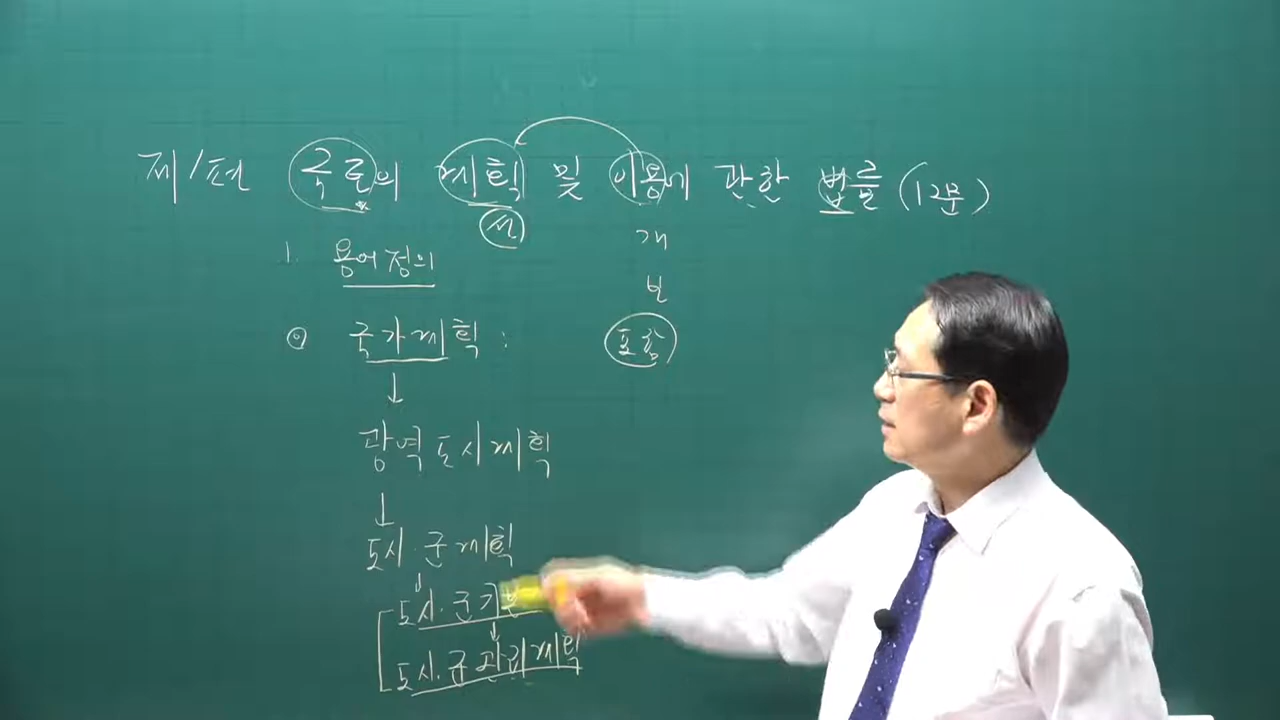 제1편 국토의 계획 및 이용에 관한 법률 (12문)
개
1. 용어정의
보
① 국가계획 :
포함
↓
광역도시계획
↓
도시·군계획
↓
도시·군기본
↓
도시·군관리계획